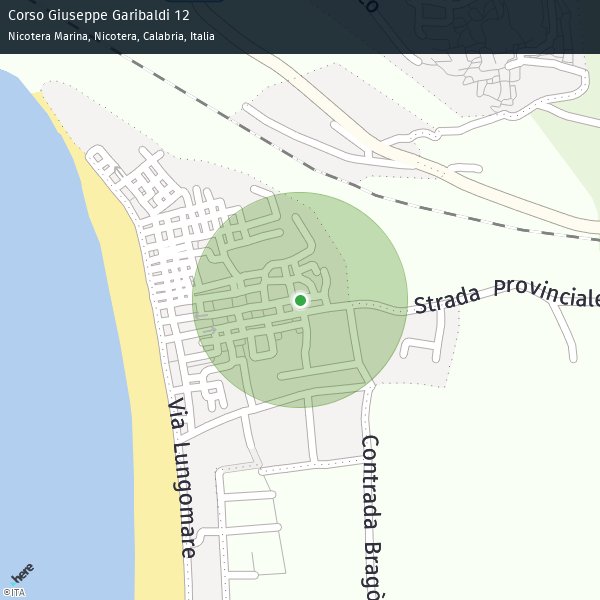 Corso Giuseppe Garibaldi 12
Nicotera Marina, Nicotera, Calabria, Italia
Strada Provinciale
Via Lungomare
Contrada Bragò
here
©ITA